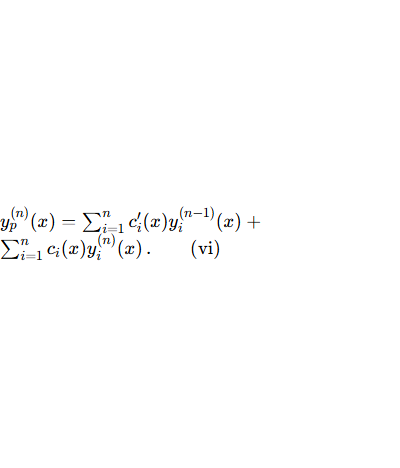 y_p^{(n)}(x) = \sum_{i=1}^{n} c_i'(x) y_i^{(n-1)}(x) +
\sum_{i=1}^{n} c_i(x) y_i^{(n)}(x) . (vi)